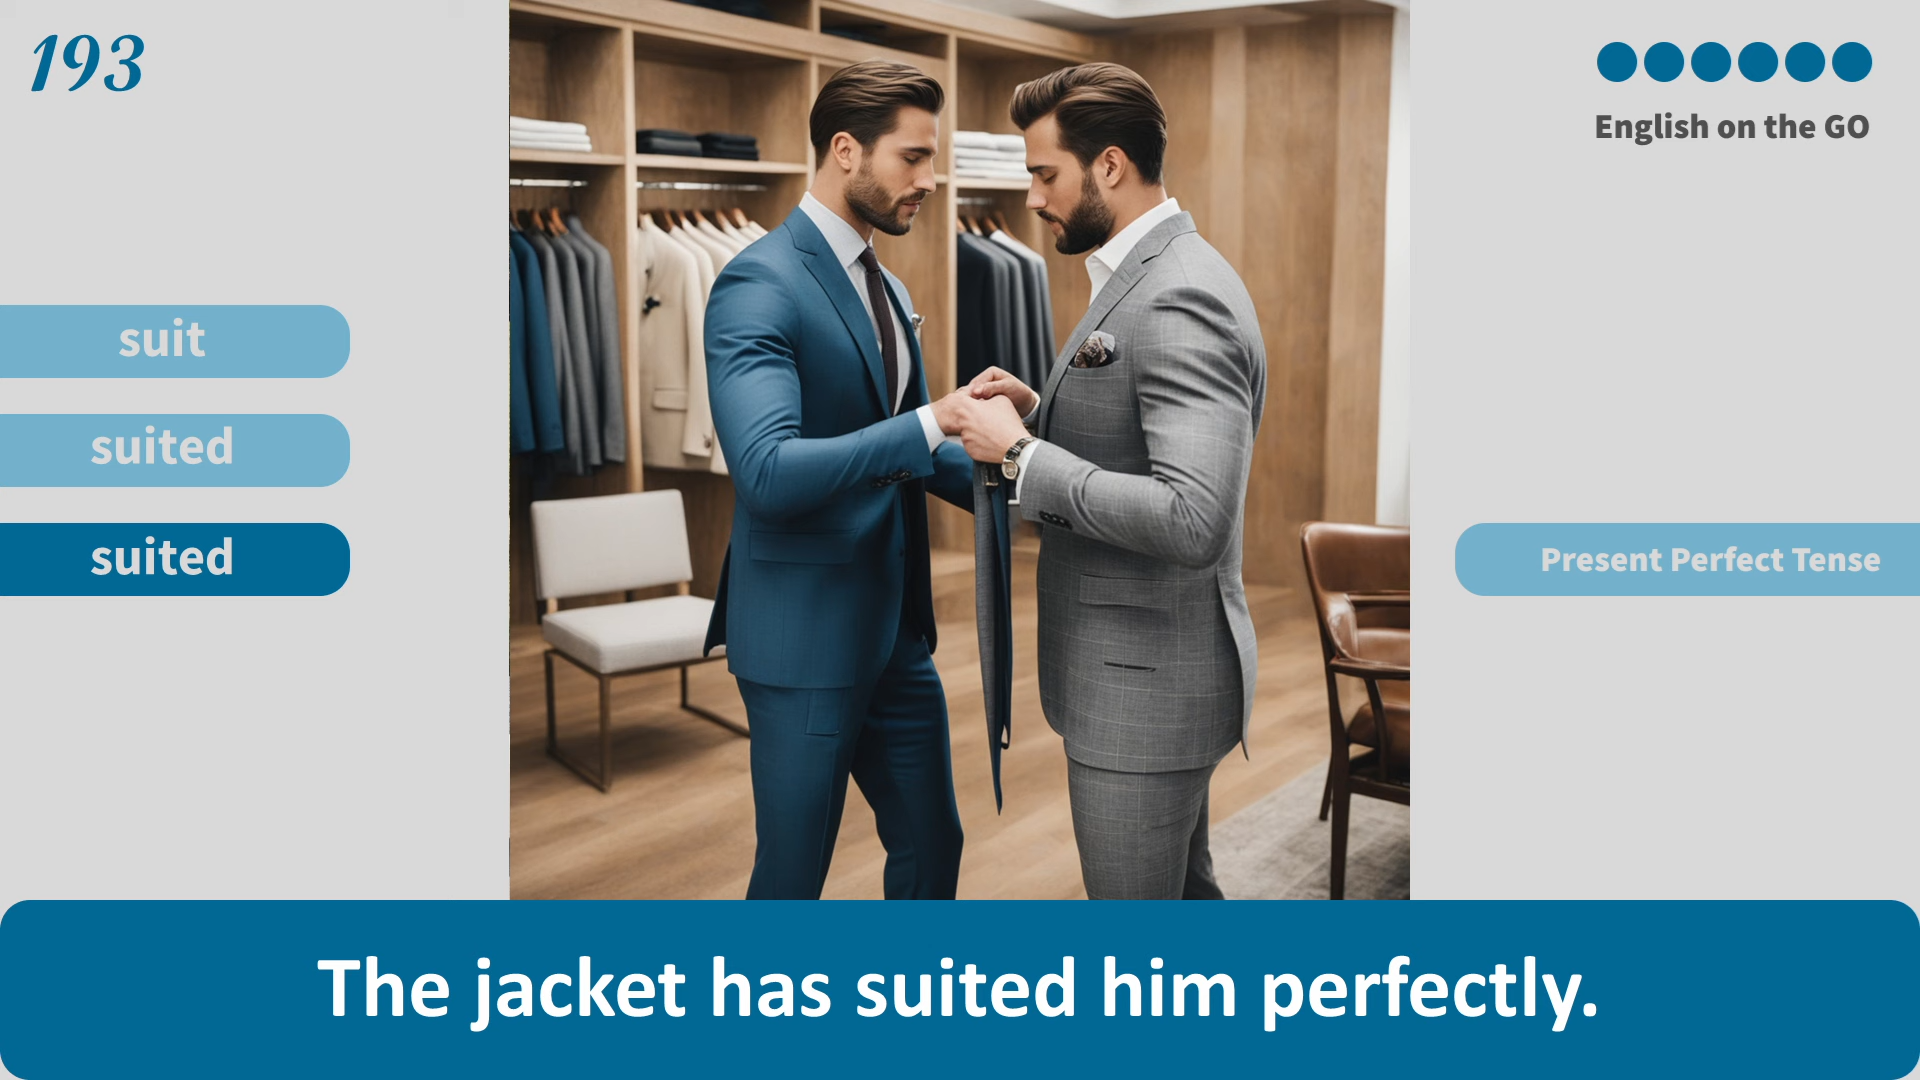 193
English on the GO
suit
suited
suited
Present Perfect Tense
The jacket has suited him perfectly.